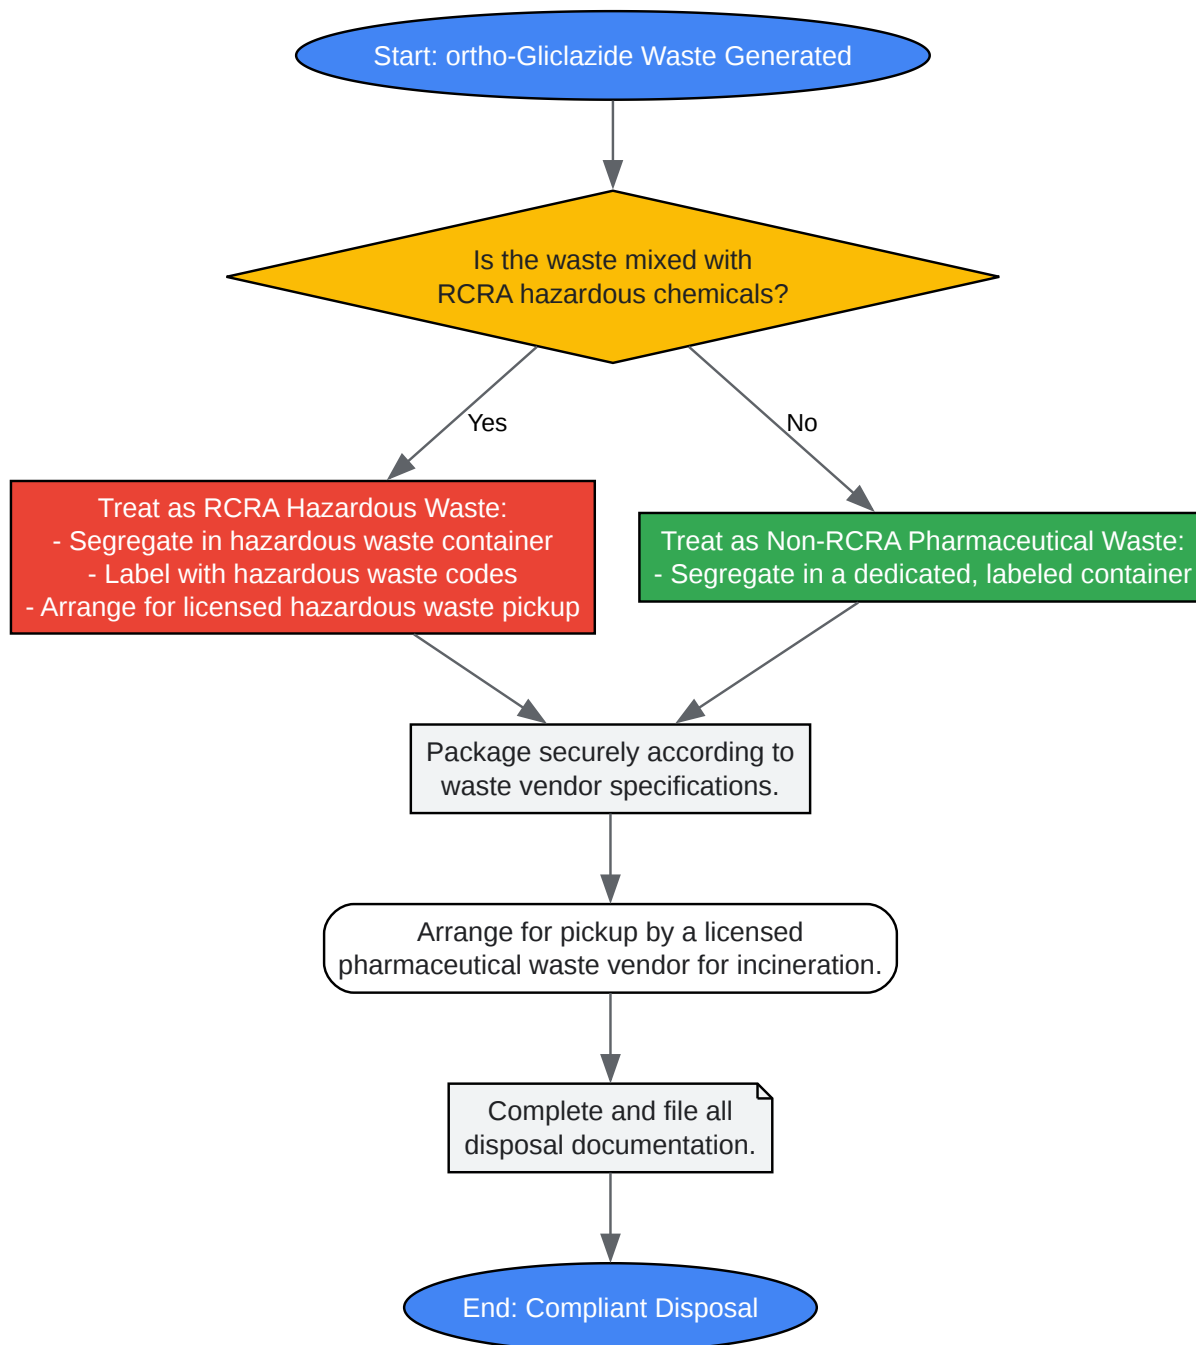 Start: ortho-Gliclazide Waste Generated
Is the waste mixed with
RCRA hazardous chemicals?
Yes
No
Treat as RCRA Hazardous Waste:
- Segregate in hazardous waste container
- Label with hazardous waste codes
- Arrange for licensed hazardous waste pickup
Treat as Non-RCRA Pharmaceutical Waste:
- Segregate in a dedicated, labeled container
Package securely according to
waste vendor specifications.
Arrange for pickup by a licensed
pharmaceutical waste vendor for incineration.
Complete and file all
disposal documentation.
End: Compliant Disposal